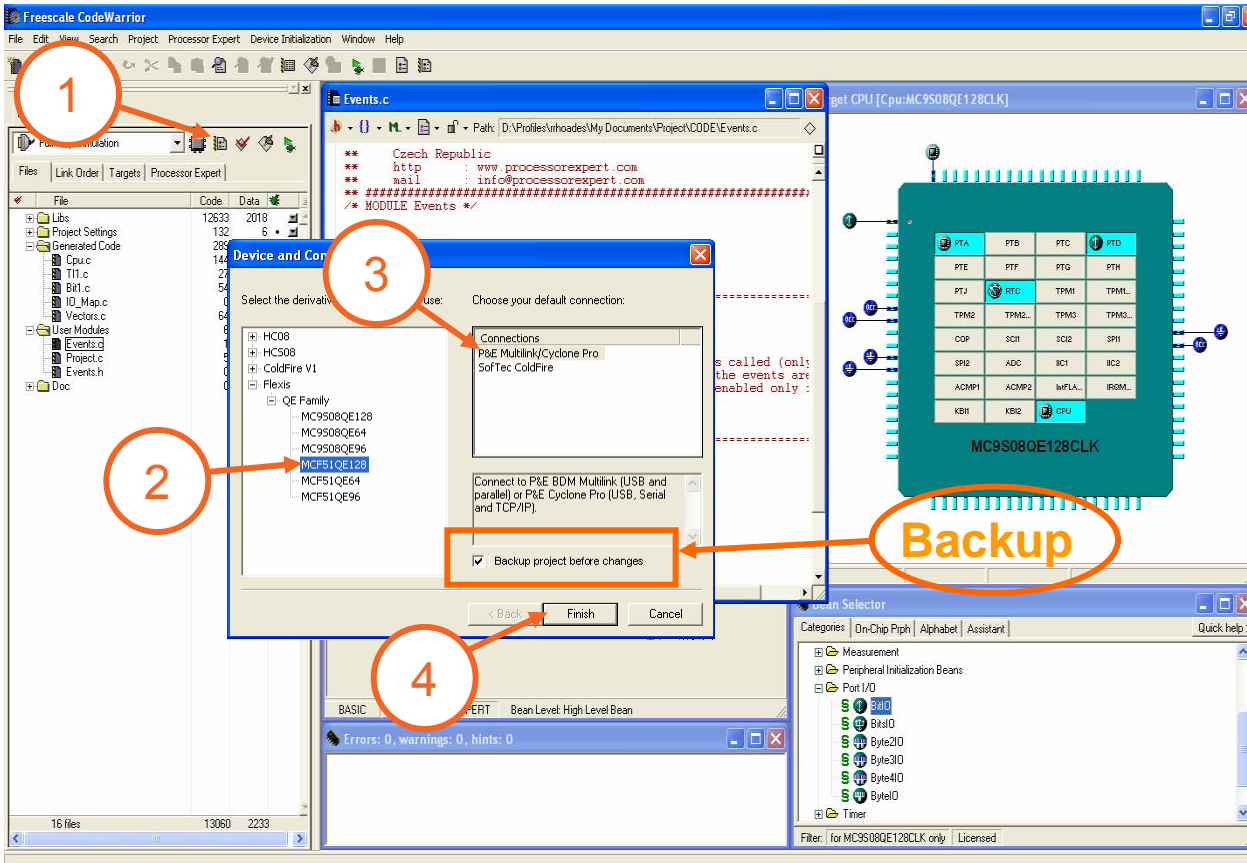 Freescale CodeWarrior
File Edit View Search Project Processor Expert Device Initialization Window Help
1
Files Link Order Targets Processor Expert
File Code Data
Libs 12633 2018
Project Settings 132 6
Generated Code
Cpu.c
TI1.c
Bit1.c
IO_Map.c
Vectors.c
User Modules
Events.c
Project.c
Events.h
Doc
16 files 13060 2233
Events.c
Path: D:\Profiles\rrhoades\My Documents\Project\CODE\Events.c
** Czech Republic
** http : www.processorexpert.com
** mail : info@processorexpert.com
** ###########################################################
/* MODULE Events */
s called (only
the events are
enabled only
Device and Co
Select the derivati use:
HC08
HCS08
ColdFire V1
Flexis
QE Family
MC9S08QE128
MC9S08QE64
MC9S08QE96
MCF51QE128
MCF51QE64
MCF51QE96
2
3
Choose your default connection:
Connections
P&E Multilink/Cyclone Pro
SofTec ColdFire
Connect to P&E BDM Multilink (USB and
parallel) or P&E Cyclone Pro (USB, Serial
and TCP/IP).
Backup project before changes
< Back Finish Cancel
4
Backup
BASIC PERT Bean Level: High Level Bean
Errors: 0, warnings: 0, hints: 0
rget CPU [Cpu:MC9S08QE128CLK]
PTA PTB PTC PTD
PTE PTF PTG PTH
PTJ RTC TPM1 TPM1...
TPM2 TPM2... TPM3 TPM3...
COP SCI1 SCI2 SPI1
SPI2 ADC IIC1 IIC2
ACMP1 ACMP2 IntFLA... IRQM...
KBI1 KBI2 CPU
MC9S08QE128CLK
Bean Selector
Categories On-Chip Prph Alphabet Assistant Quick help
Measurement
Peripheral Initialization Beans
Port I/O
BitIO
BitsIO
Byte2IO
Byte3IO
Byte4IO
ByteIO
Timer
Filter: for MC9S08QE128CLK only Licensed